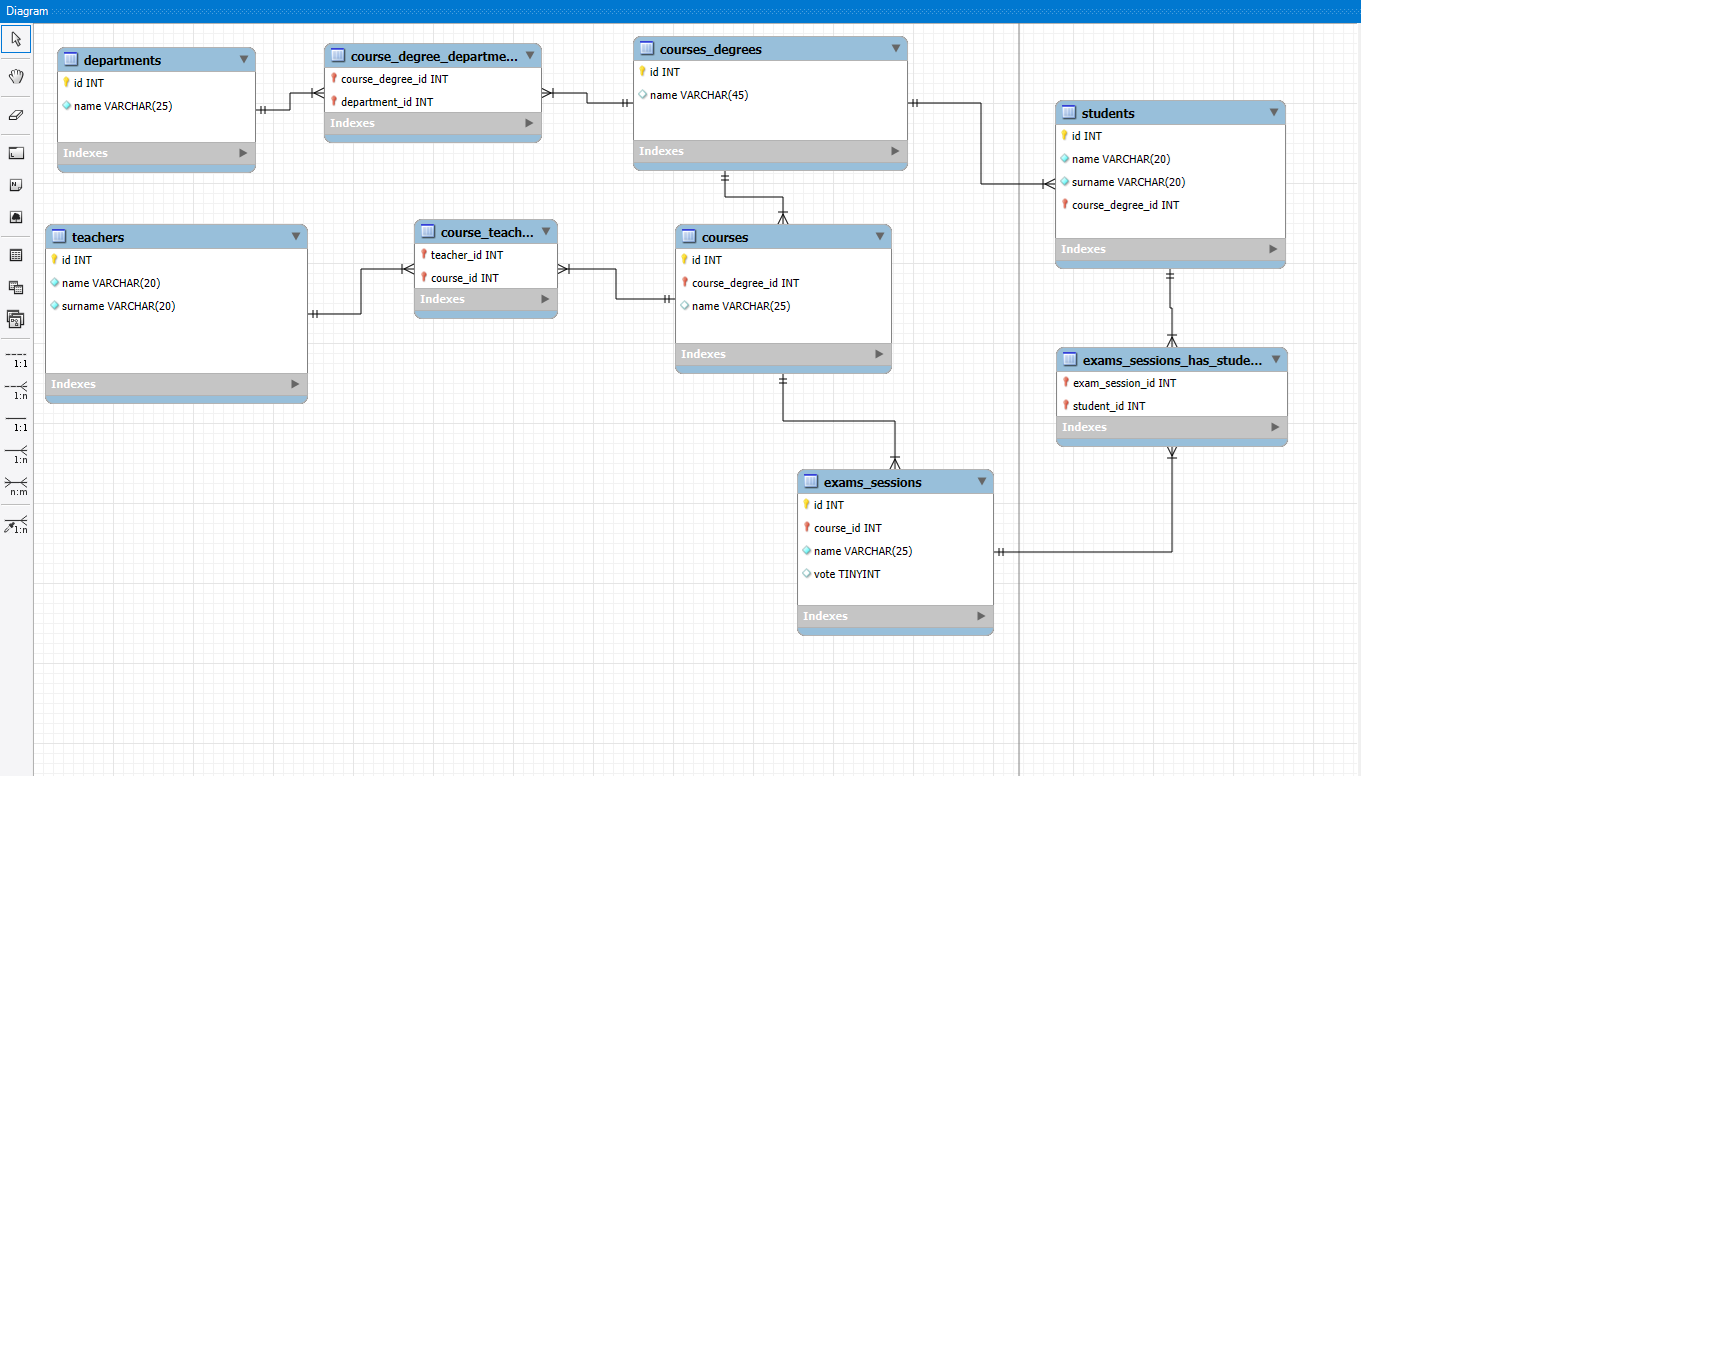 Diagram
departments
id INT
name VARCHAR(25)
Indexes
course_degree_departme...
course_degree_id INT
department_id INT
Indexes
courses_degrees
id INT
name VARCHAR(45)
Indexes
students
id INT
name VARCHAR(20)
surname VARCHAR(20)
course_degree_id INT
Indexes
teachers
id INT
name VARCHAR(20)
surname VARCHAR(20)
Indexes
course_teach...
teacher_id INT
course_id INT
Indexes
courses
id INT
course_degree_id INT
name VARCHAR(25)
Indexes
exams_sessions_has_stude...
exam_session_id INT
student_id INT
Indexes
exams_sessions
id INT
course_id INT
name VARCHAR(25)
vote TINYINT
Indexes
1:1
1:n
1:1
1:n
n:m
1:n